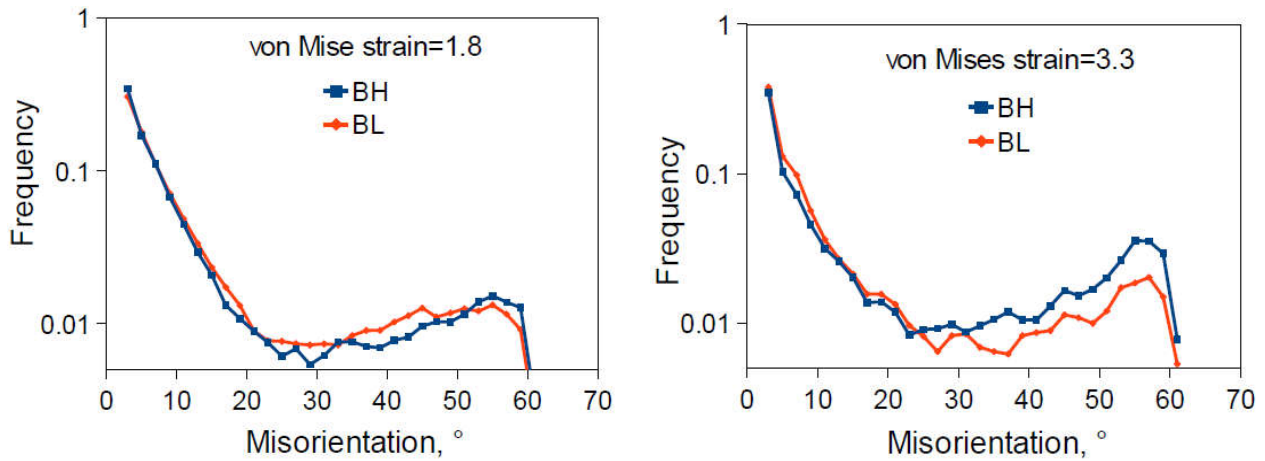 1
0.1
0.01
Frequency
von Mise strain=1.8
BH
BL
0 10 20 30 40 50 60 70
Misorientation, °
1
0.1
0.01
Frequency
von Mises strain=3.3
BH
BL
0 10 20 30 40 50 60 70
Misorientation, °